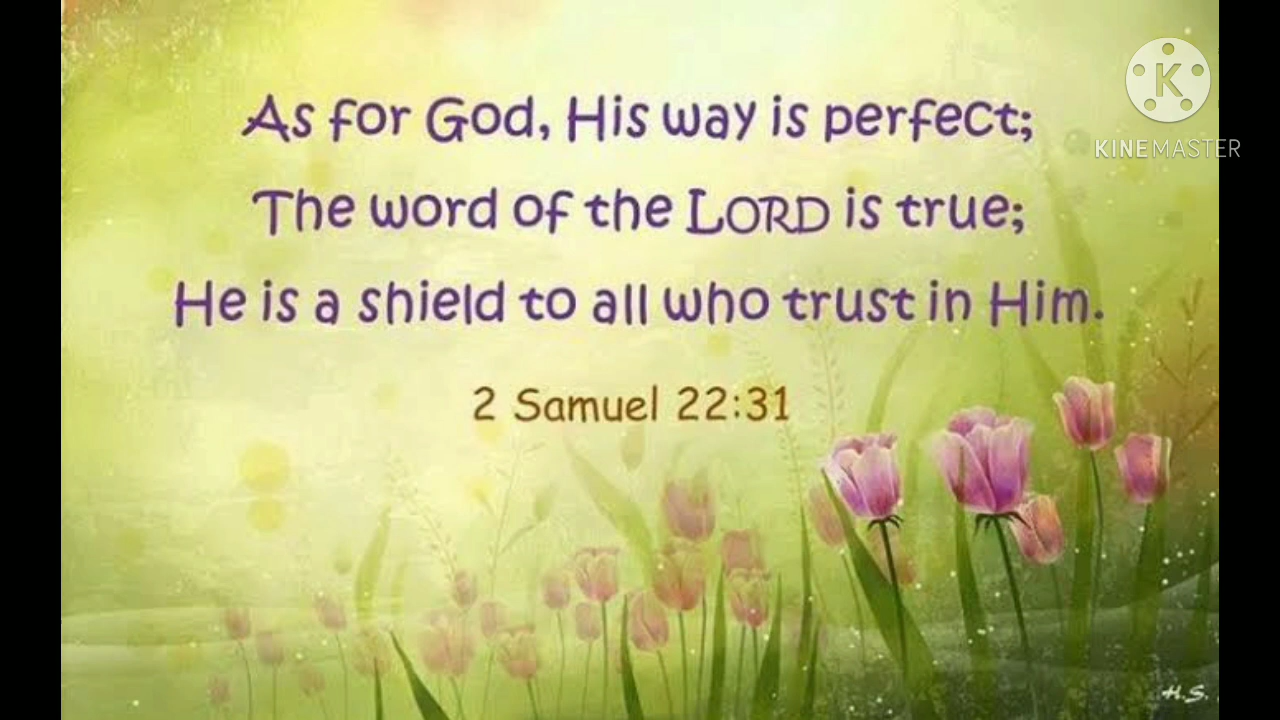 As for God, His way is perfect;
The word of the LORD is true;
He is a shield to all who trust in Him.
2 Samuel 22:31
K
KINEMASTER
H.S.